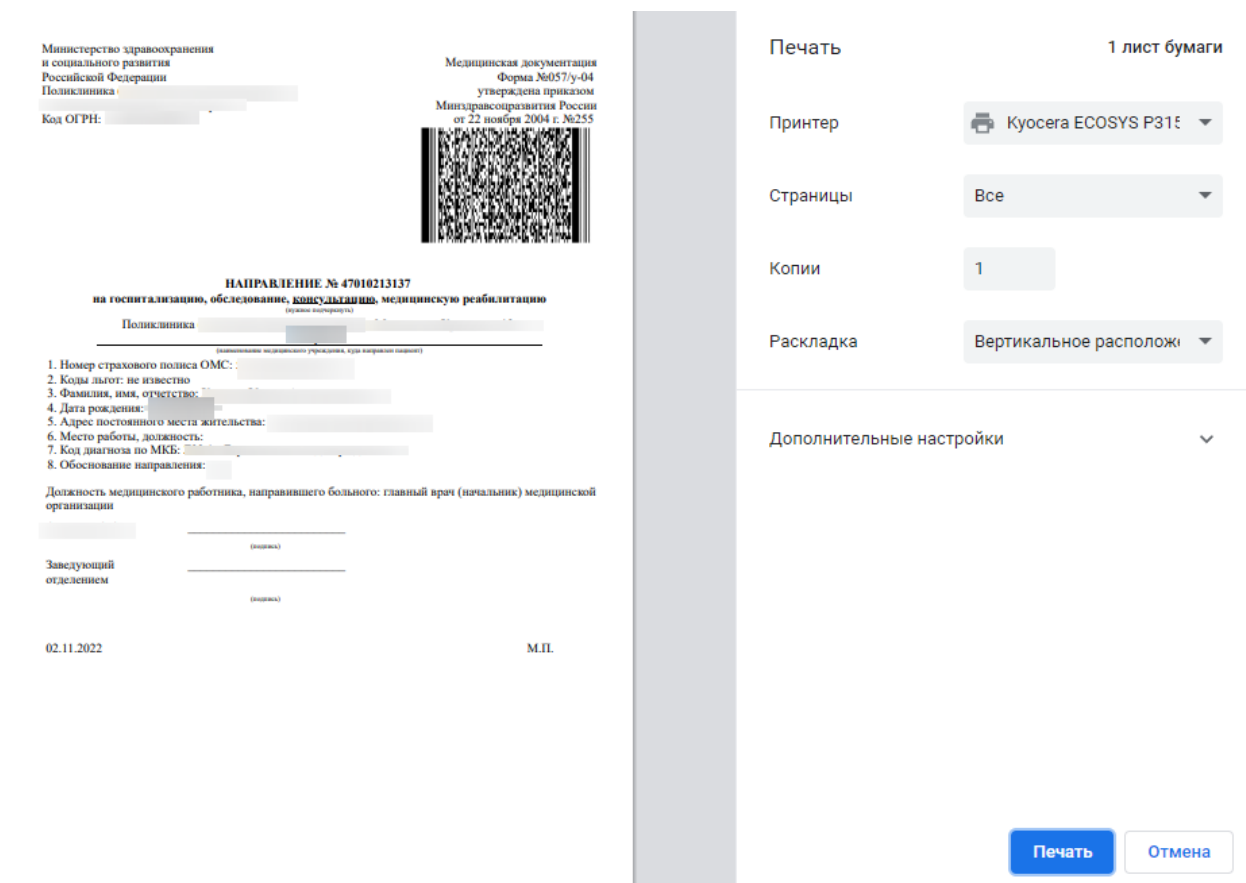 Министерство здравоохранения
и социального развития
Российской Федерации
Поликлиника
Код ОГРН:
Медицинская документация
Форма №057/у-04
утверждена приказом
Минздравсоцразвития России
от 22 ноября 2004 г. №255
НАПРАВЛЕНИЕ № 47010213137
на госпитализацию, обследование, консультацию, медицинскую реабилитацию
(нужное подчеркнуть)
Поликлиника
(наименование медицинского учреждения, куда направлен пациент)
1. Номер страхового полиса ОМС:
2. Коды льгот: не известно
3. Фамилия, имя, отчетство:
4. Дата рождения:
5. Адрес постоянного места жительства:
6. Место работы, должность:
7. Код диагноза по МКБ:
8. Обоснование направления:
Должность медицинского работника, направившего больного: главный врач (начальник) медицинской
организации
(подпись)
Заведующий
отделением
(подпись)
02.11.2022 М.П.
Печать 1 лист бумаги
Принтер Kyocera ECOSYS P315
Страницы Все
Копии 1
Раскладка Вертикальное располож
Дополнительные настройки
Печать Отмена